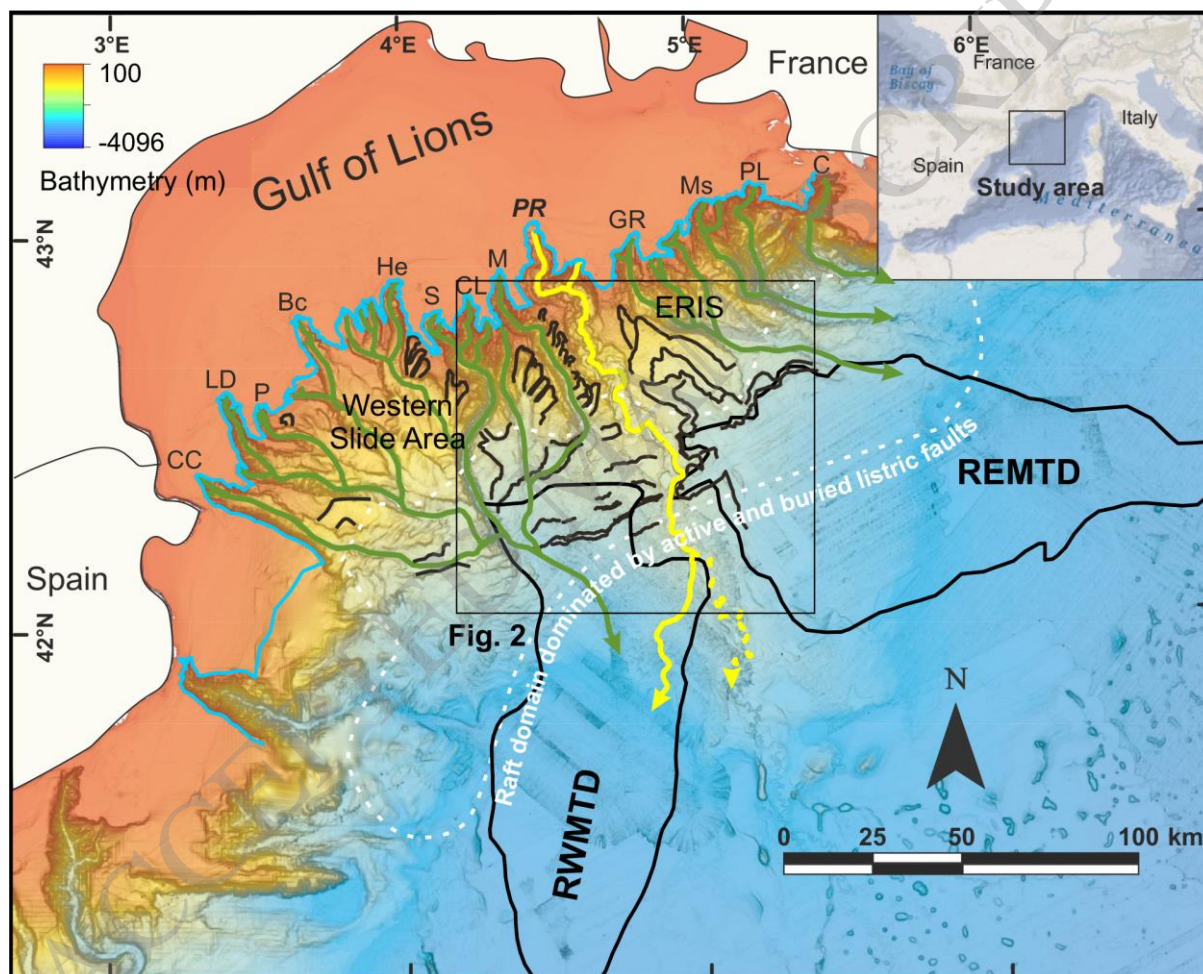 3°E
4°E
5°E
6°E
100
-4096
Bathymetry (m)
France
Gulf of Lions
Bay of
Biscay
France
Italy
Spain
Study area
Mediterranea
43°N
42°N
C
PL
Ms
GR
PR
M
CL
S
He
Bc
LD
P
CC
ERIS
Western
Slide Area
Spain
REMTD
Fig. 2
Raft domain dominated by active and buried listric faults
RWMTD
N
0 25 50 100 km